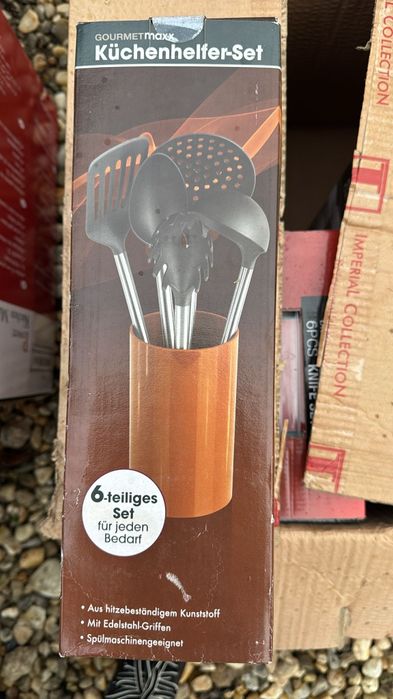 GOURMETmaxx
Küchenhelfer-Set
6-teiliges
Set
für jeden
Bedarf
• Aus hitzebeständigem Kunststoff
• Mit Edelstahl-Griffen
• Spülmaschinengeeignet
IMPERIAL COLLECTION
COLLECTION
6PCS KNIFE